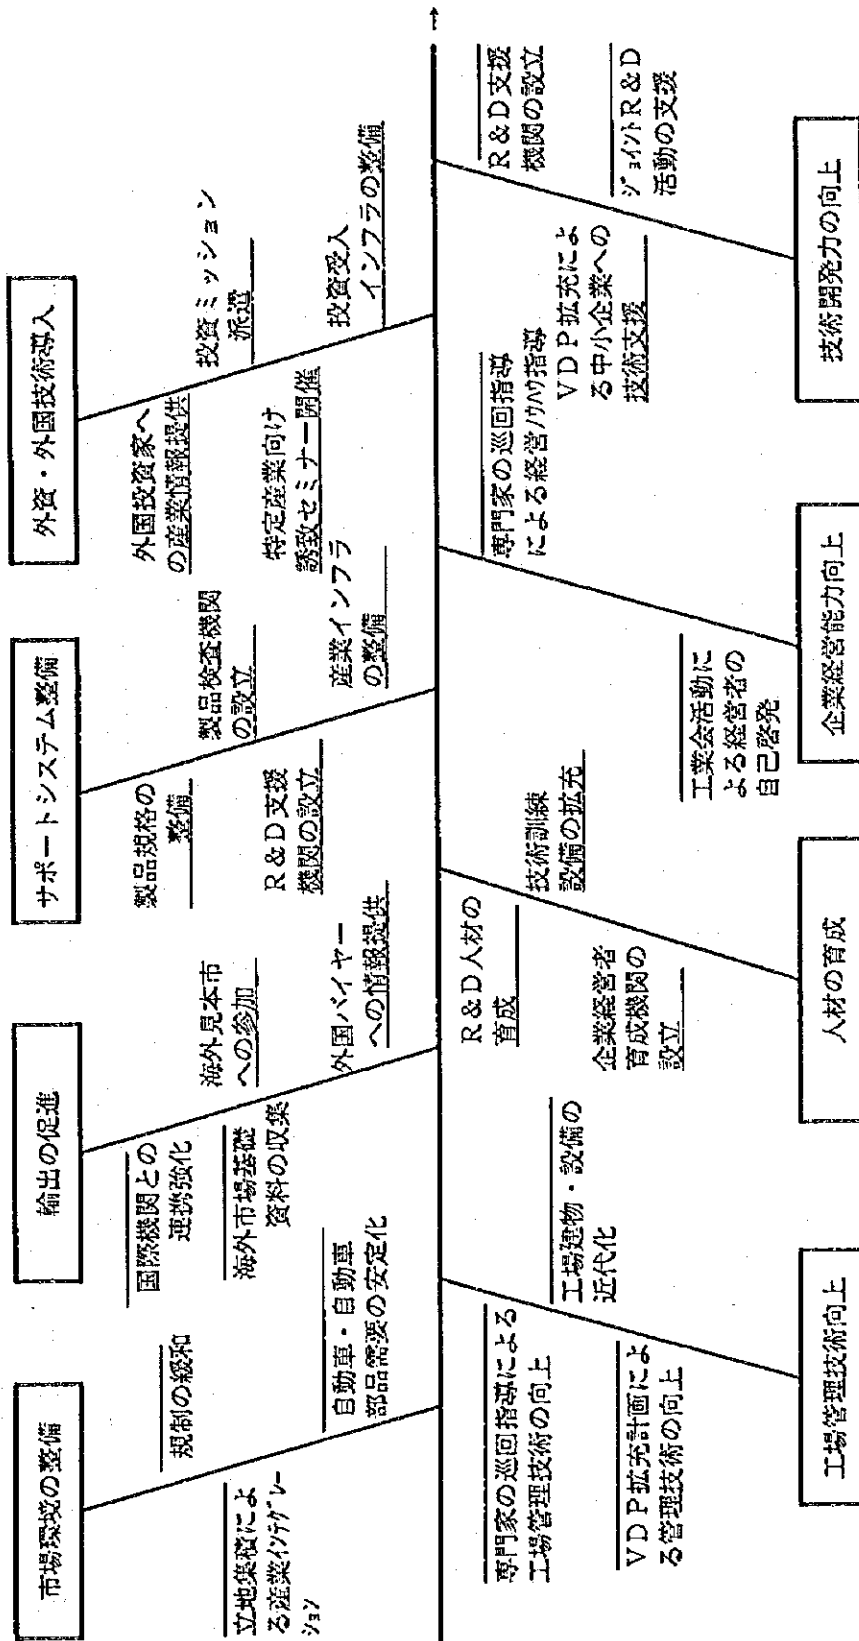 市場環境の整備
規制の緩和
立地集積によ
る産業インテグレー
ション
自動車・自動車
部品需要の安定化
輸出の促進
国際機関との
連携強化
海外見本市
への参加
海外市場基礎
資料の収集
外国バイヤー
への情報提供
サポートシステム整備
製品規格の
整備
製品検査機関
の設立
R&D支援
機関の設立
産業インフラ
の整備
外資・外国技術導入
外国投資家へ
の産業情報提供
投資ミッション
派遣
特定産業向け
誘致セミナー開催
投資受入
インフラの整備
専門家の巡回指導による
工場管理技術の向上
工場建物・設備の
近代化
VDP拡充計画によ
る管理技術の向上
工場管理技術向上
R&D人材の
育成
技術訓練
設備の拡充
企業経営者
育成機関の
設立
人材の育成
専門家の巡回指導
による経営ノウハウ指導
VDP拡充によ
る中小企業への
技術支援
工業会活動に
よる経営者の
自己啓発
企業経営能力向上
R&D支援
機関の設立
ジョイントR&D
活動の支援
技術開発力の向上